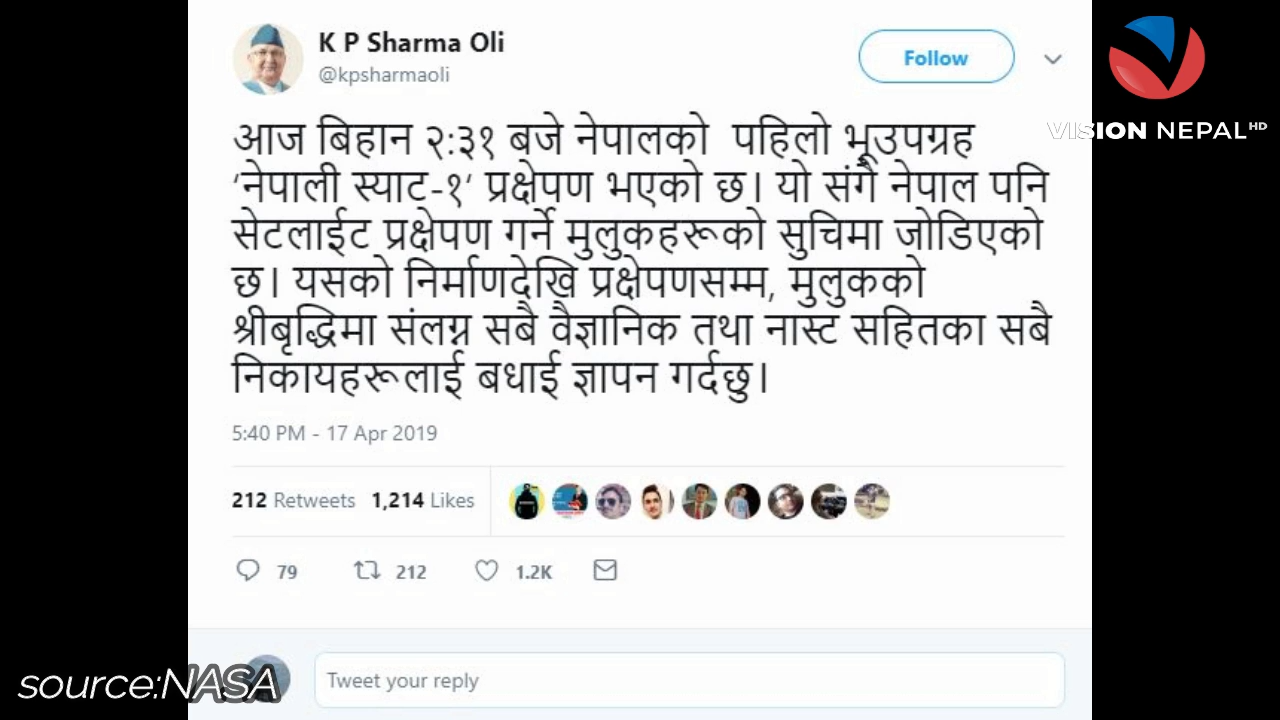 K P Sharma Oli
@kpsharmaoli
Follow
VISION NEPAL HD
आज बिहान २:३१ बजे नेपालको पहिलो भूउपग्रह
‘नेपाली स्याट-१‘ प्रक्षेपण भएको छ। यो संगै नेपाल पनि
सेटलाईट प्रक्षेपण गर्ने मुलुकहरूको सुचिमा जोडिएको
छ। यसको निर्माणदेखि प्रक्षेपणसम्म, मुलुकको
श्रीबृद्धिमा संलग्न सबै वैज्ञानिक तथा नास्ट सहितका सबै
निकायहरूलाई बधाई ज्ञापन गर्दछु।
5:40 PM - 17 Apr 2019
212 Retweets 1,214 Likes
79 212 1.2K
Tweet your reply
source:NASA